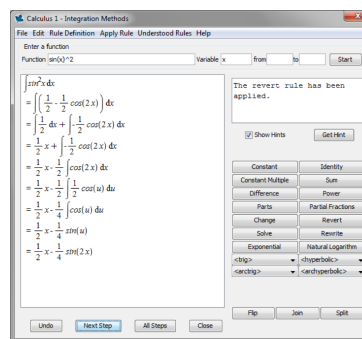 Calculus 1 - Integration Methods
File Edit Rule Definition Apply Rule Understood Rules Help
Enter a function
Function sin(x)^2 Variable x from to Start
∫sin²x dx
= ∫(1/2 - 1/2 cos(2x)) dx
= ∫1/2 dx + ∫-1/2 cos(2x) dx
= 1/2 x + ∫-1/2 cos(2x) dx
= 1/2 x - 1/2 ∫cos(2x) dx
= 1/2 x - 1/2 ∫1/2 cos(u) du
= 1/2 x - 1/4 ∫cos(u) du
= 1/2 x - 1/4 sin(u)
= 1/2 x - 1/4 sin(2x)
The revert rule has been
applied.
Show Hints Get Hint
Constant Identity
Constant Multiple Sum
Difference Power
Parts Partial Fractions
Change Revert
Solve Rewrite
Exponential Natural Logarithm
<trig> <hyperbolic>
<arctrig> <archyperbolic>
Flip Join Split
Undo Next Step All Steps Close